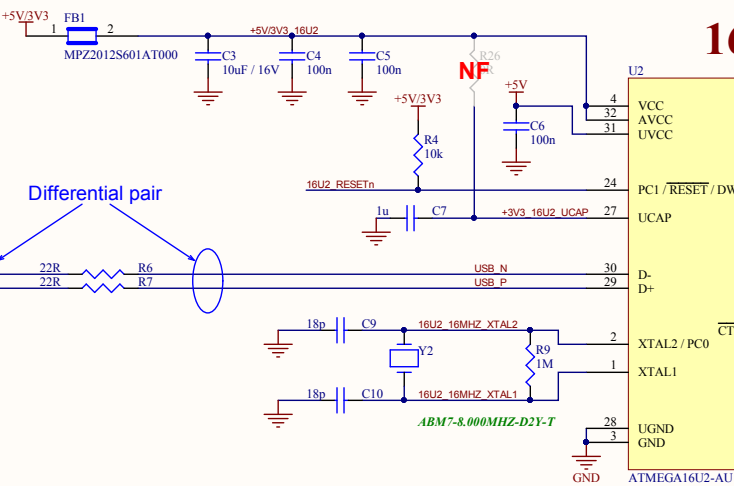 +5V/3V3
FB1
1
2
MPZ2012S601AT000
+5V/3V3_16U2
C3
10uF / 16V
C4
100n
C5
100n
R26
NF
16
U2
+5V
C6
100n
+5V/3V3
R4
10k
4
VCC
32
AVCC
31
UVCC
16U2_RESETn
24
PC1 / RESET / DW
1u
C7
+3V3_16U2_UCAP
27
UCAP
Differential pair
22R
R6
USB_N
30
D-
22R
R7
USB_P
29
D+
18p
C9
16U2_16MHZ_XTAL2
2
XTAL2 / PC0
CT
Y2
R9
1M
1
XTAL1
18p
C10
16U2_16MHZ_XTAL1
ABM7-8.000MHZ-D2Y-T
28
UGND
3
GND
GND
ATMEGA16U2-AU